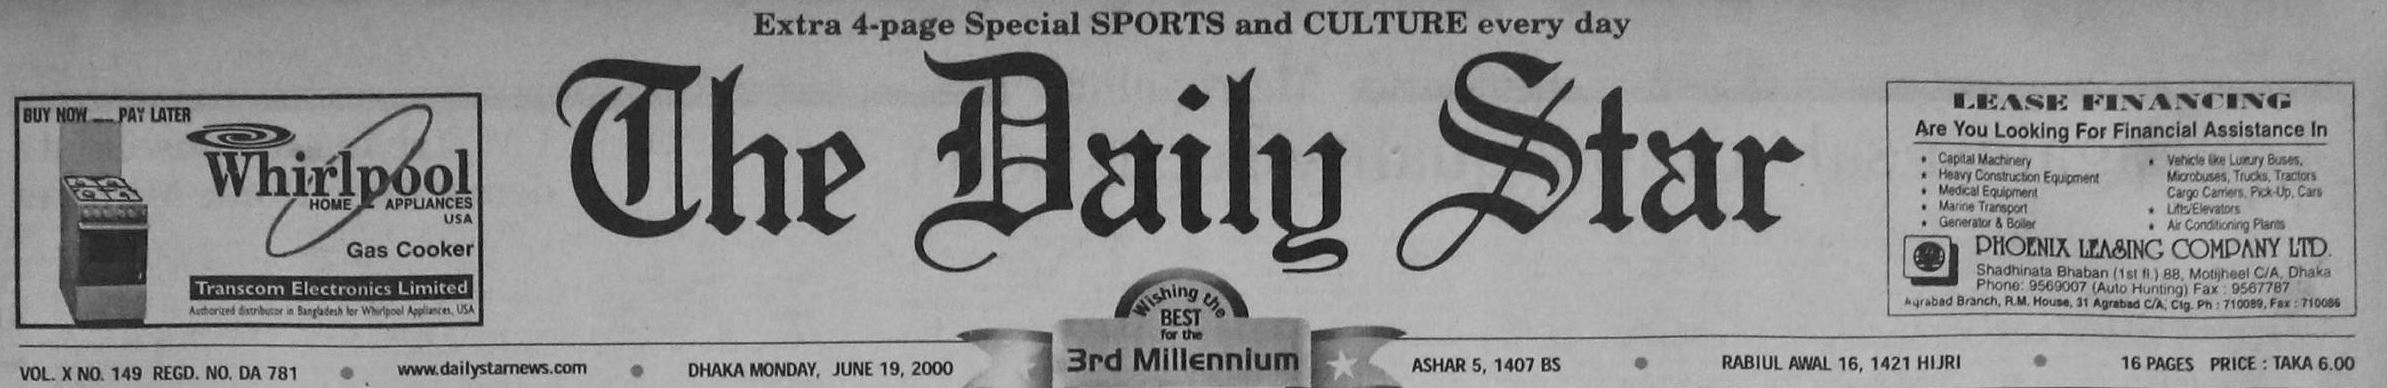 Extra 4-page Special SPORTS and CULTURE every day
BUY NOW __ PAY LATER
Whirlpool
HOME APPLIANCES
USA
Gas Cooker
Transcom Electronics Limited
Authorized distributor in Bangladesh for Whirlpool Appliances, USA
The Daily Star
Wishing the
BEST
for the
3rd Millennium
LEASE FINANCING
Are You Looking For Financial Assistance In
* Capital Machinery
* Heavy Construction Equipment
* Medical Equipment
* Marine Transport
* Generator & Boiler
* Vehicle like Luxury Buses,
Microbuses, Trucks, Tractors
Cargo Carriers, Pick-Up, Cars
* Lifts/Elevators
* Air Conditioning Plants
PHOENIX LEASING COMPANY LTD.
Shadhinata Bhaban (1st fl.) 88, Motijheel C/A, Dhaka
Phone: 9569007 (Auto Hunting) Fax : 9567787
Agrabad Branch, R.M. House, 31 Agrabad C/A, Ctg. Ph : 710089, Fax : 710086
VOL. X NO. 149 REGD. NO. DA 781 ● www.dailystarnews.com ● DHAKA MONDAY, JUNE 19, 2000 ASHAR 5, 1407 BS ● RABIUL AWAL 16, 1421 HIJRI ● 16 PAGES PRICE : TAKA 6.00